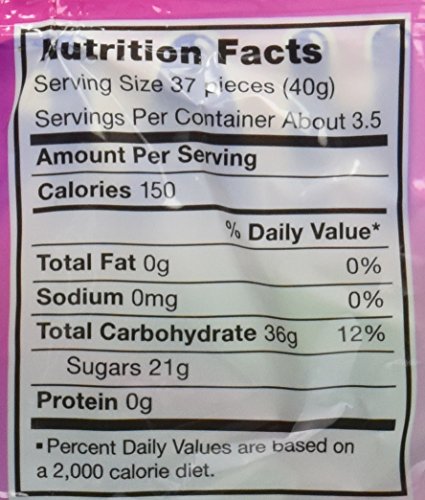 Nutrition Facts
Serving Size 37 pieces (40g)
Servings Per Container About 3.5
Amount Per Serving
Calories 150
% Daily Value*
Total Fat 0g 0%
Sodium 0mg 0%
Total Carbohydrate 36g 12%
Sugars 21g
Protein 0g
▪Percent Daily Values are based on
a 2,000 calorie diet.